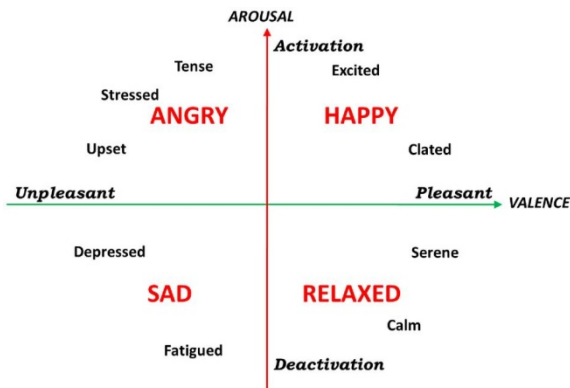 AROUSAL
Activation
Tense
Excited
Stressed
ANGRY
HAPPY
Upset
Clated
Unpleasant
Pleasant
VALENCE
Depressed
Serene
SAD
RELAXED
Calm
Fatigued
Deactivation